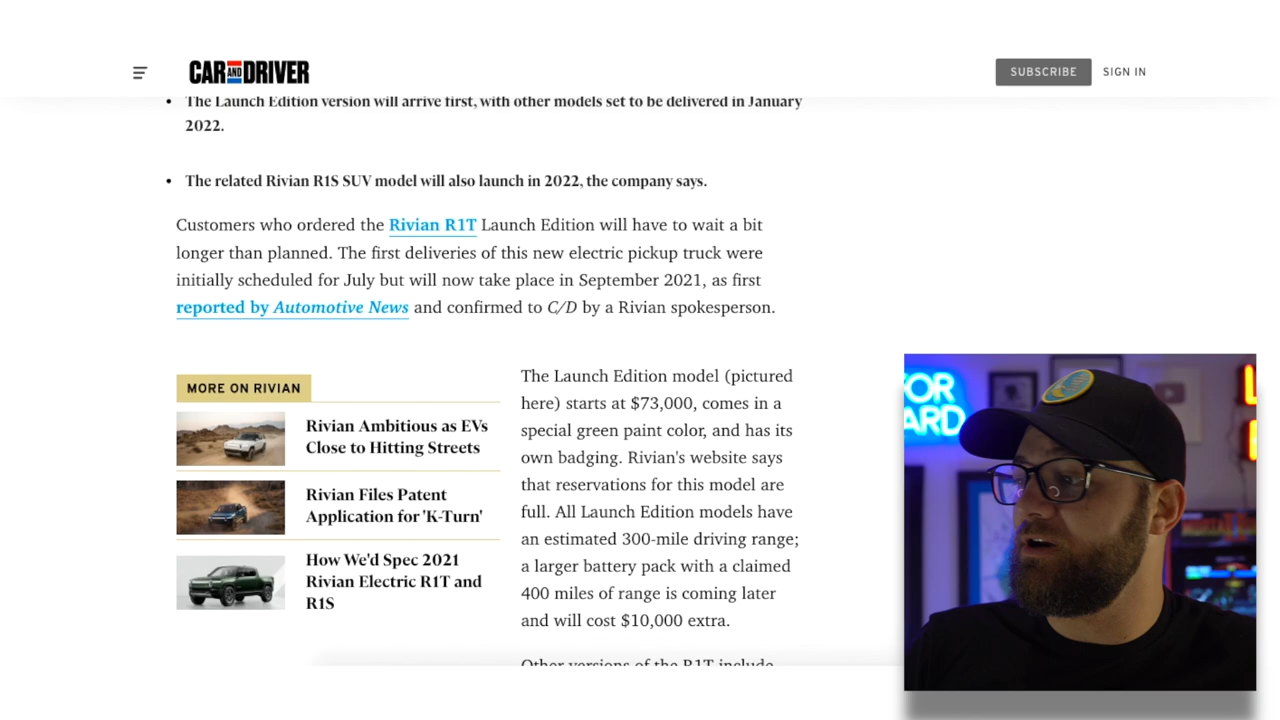 CAR AND DRIVER
SUBSCRIBE SIGN IN
• The Launch Edition version will arrive first, with other models set to be delivered in January
2022.
• The related Rivian R1S SUV model will also launch in 2022, the company says.
Customers who ordered the Rivian R1T Launch Edition will have to wait a bit
longer than planned. The first deliveries of this new electric pickup truck were
initially scheduled for July but will now take place in September 2021, as first
reported by Automotive News and confirmed to C/D by a Rivian spokesperson.
MORE ON RIVIAN
Rivian Ambitious as EVs
Close to Hitting Streets
Rivian Files Patent
Application for 'K-Turn'
How We'd Spec 2021
Rivian Electric R1T and
R1S
The Launch Edition model (pictured
here) starts at $73,000, comes in a
special green paint color, and has its
own badging. Rivian's website says
that reservations for this model are
full. All Launch Edition models have
an estimated 300-mile driving range;
a larger battery pack with a claimed
400 miles of range is coming later
and will cost $10,000 extra.
Other versions of the R1T include